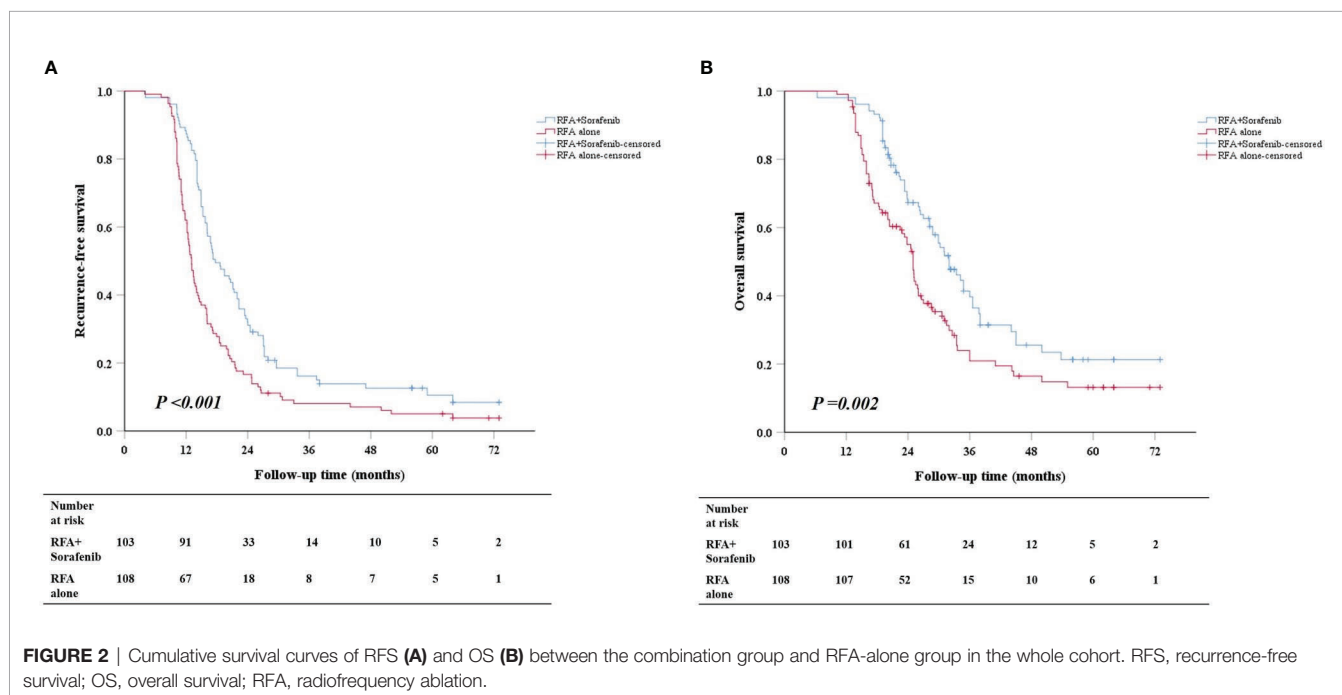 A
1.0
0.8
0.6
0.4
0.2
0.0
Recurrence-free survival
RFA+Sorafenib
RFA alone
RFA+Sorafenib-censored
RFA alone-censored
P <0.001
0 12 24 36 48 60 72
Follow-up time (months)
Number
at risk
RFA+
Sorafenib 103 91 33 14 10 5 2
RFA
alone 108 67 18 8 7 5 1
B
1.0
0.8
0.6
0.4
0.2
0.0
Overall survival
RFA+Sorafenib
RFA alone
RFA+Sorafenib-censored
RFA alone-censored
P =0.002
0 12 24 36 48 60 72
Follow-up time (months)
Number
at risk
RFA+
Sorafenib 103 101 61 24 12 5 2
RFA
alone 108 107 52 15 10 6 1
FIGURE 2 | Cumulative survival curves of RFS (A) and OS (B) between the combination group and RFA-alone group in the whole cohort. RFS, recurrence-free
survival; OS, overall survival; RFA, radiofrequency ablation.